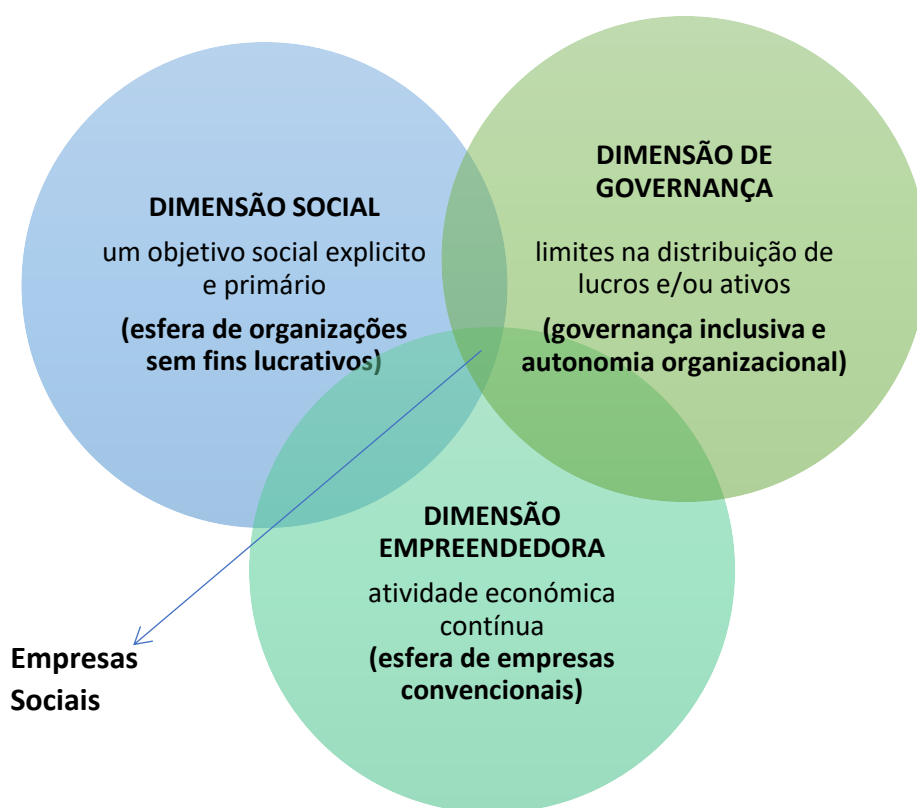 DIMENSÃO SOCIAL
um objetivo social explicito
e primário
(esfera de organizações
sem fins lucrativos)
DIMENSÃO DE
GOVERNANÇA
limites na distribuição de
lucros e/ou ativos
(governança inclusiva e
autonomia organizacional)
DIMENSÃO
EMPREENDEDORA
atividade económica
contínua
(esfera de empresas
convencionais)
Empresas
Sociais